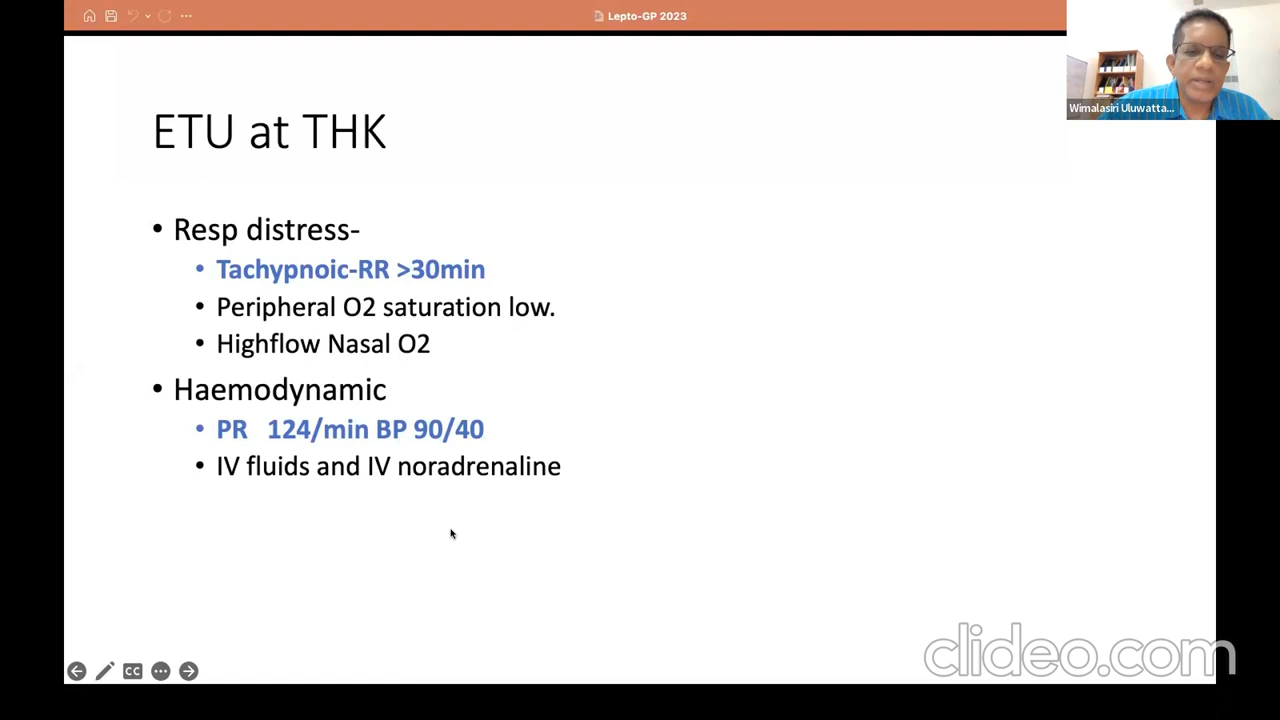 Lepto-GP 2023
Wimalasiri Uluwatta...
ETU at THK
• Resp distress-
• Tachypnoic-RR >30min
• Peripheral O2 saturation low.
• Highflow Nasal O2
• Haemodynamic
• PR   124/min BP 90/40
• IV fluids and IV noradrenaline
CC
clideo.com